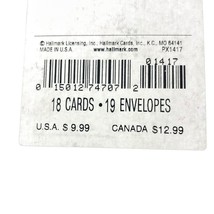 © Hallmark Licensing, Inc., Hallmark Cards, Inc., K.C., MO 64141
MADE IN U.S.A. www.hallmark.com PX1417
01417
0 15012 74707 2
18 CARDS • 19 ENVELOPES
U.S.A. $ 9.99 CANADA $12.99